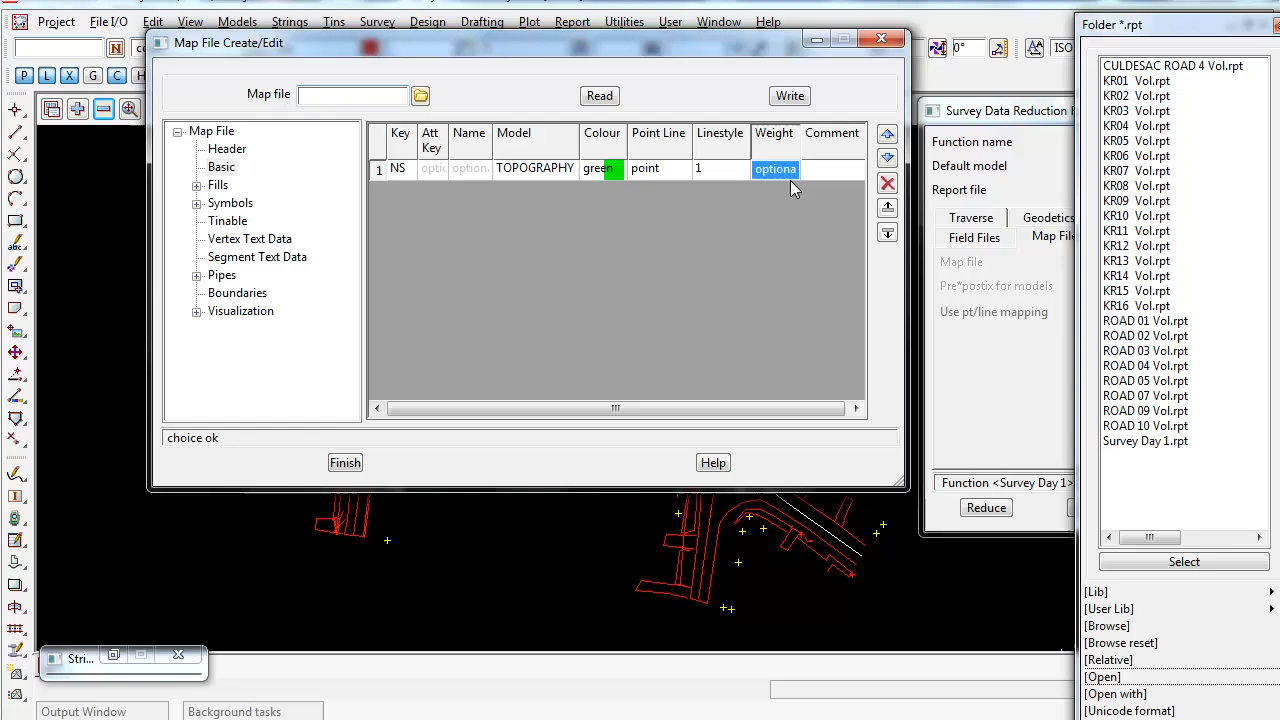 Project File I/O Edit View Models Strings Tins Survey Design Drafting Plot Report Utilities User Window Help
Folder *.rpt
Map File Create/Edit
N
0°
ISO
P L X G C H
Map file Read Write
Survey Data Reduction
Function name
Default model
Report file
Traverse Geodetics
Field Files Map File
Map file
Pre*postix for models
Use pt/line mapping
Function <Survey Day 1>
Reduce
Map File
Header
Basic
Fills
Symbols
Tinable
Vertex Text Data
Segment Text Data
Pipes
Boundaries
Visualization
Key Att Key Name Model Colour Point Line Linestyle Weight Comment
1 NS optic option TOPOGRAPHY green point 1 optiona
choice ok
Finish Help
CULDESAC ROAD 4 Vol.rpt
KR01 Vol.rpt
KR02 Vol.rpt
KR03 Vol.rpt
KR04 Vol.rpt
KR05 Vol.rpt
KR06 Vol.rpt
KR07 Vol.rpt
KR08 Vol.rpt
KR09 Vol.rpt
KR10 Vol.rpt
KR11 Vol.rpt
KR12 Vol.rpt
KR13 Vol.rpt
KR14 Vol.rpt
KR15 Vol.rpt
KR16 Vol.rpt
ROAD 01 Vol.rpt
ROAD 02 Vol.rpt
ROAD 03 Vol.rpt
ROAD 04 Vol.rpt
ROAD 05 Vol.rpt
ROAD 07 Vol.rpt
ROAD 09 Vol.rpt
ROAD 10 Vol.rpt
Survey Day 1.rpt
Select
[Lib]
[User Lib]
[Browse]
[Browse reset]
[Relative]
[Open]
[Open with]
[Unicode format]
Stri...
Output Window Background tasks